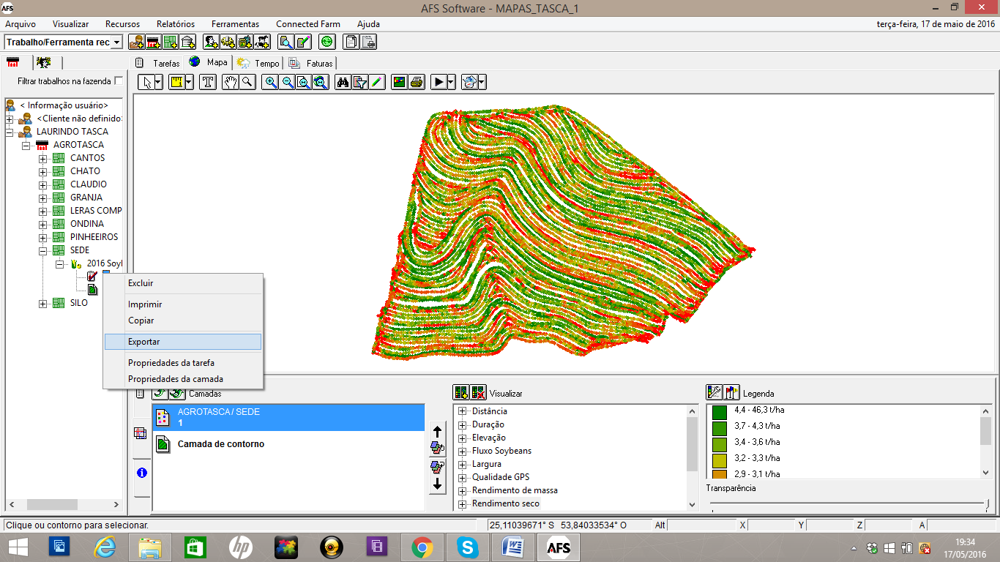 AFS
AFS Software - MAPAS_TASCA_1
Arquivo Visualizar Recursos Relatórios Ferramentas Connected Farm Ajuda
terça-feira, 17 de maio de 2016
Trabalho/Ferramenta rec
Tarefas Mapa Tempo Faturas
Filtrar trabalhos na fazenda
< Informação usuário>
<Cliente não definido>
LAURINDO TASCA
AGROTASCA
CANTOS
CHATO
CLAUDIO
GRANJA
LERAS COMP
ONDINA
PINHEEIROS
SEDE
2016 Soyl
SILO
Excluir
Imprimir
Copiar
Exportar
Propriedades da tarefa
Propriedades da camada
Camadas
AGROTASCA / SEDE
1
Camada de contorno
Visualizar
Distância
Duração
Elevação
Fluxo Soybeans
Largura
Qualidade GPS
Rendimento de massa
Rendimento seco
Legenda
4,4 - 46,3 t/ha
3,7 - 4,3 t/ha
3,4 - 3,6 t/ha
3,2 - 3,3 t/ha
2,9 - 3,1 t/ha
Transparência
Clique ou contorno para selecionar.
25,11039671° S 53,84033534° O
Alt X Y Z A
AFS
19:34
17/05/2016